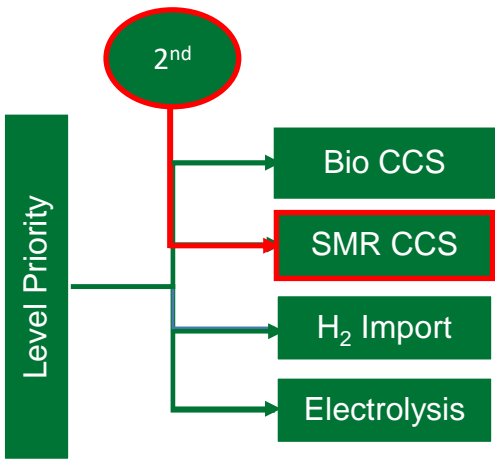 2nd
Level Priority
Bio CCS
SMR CCS
H₂ Import
Electrolysis